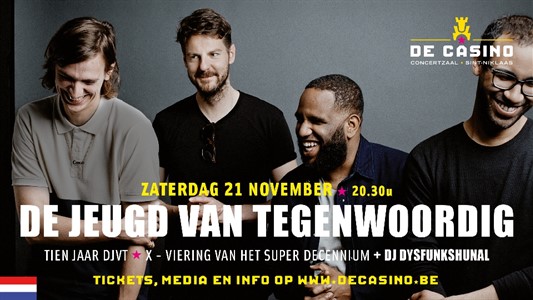 DE CASINO
CONCERTZAAL • SINT-NIKLAAS
ZATERDAG 21 NOVEMBER ★ 20.30u
DE JEUGD VAN TEGENWOORDIG
TIEN JAAR DJVT ★ X - VIERING VAN HET SUPER DECENNIUM + DJ DYSFUNKSHUNAL
TICKETS, MEDIA EN INFO OP WWW.DECASINO.BE